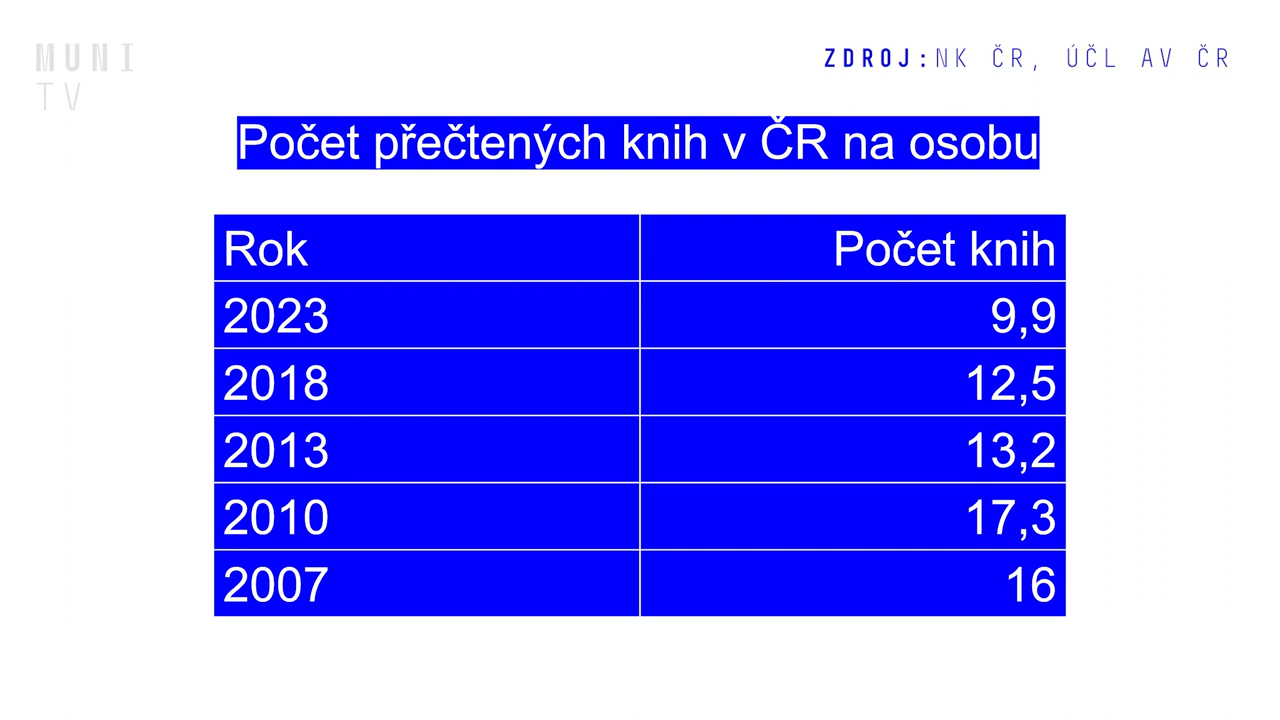 MUNI
TV
ZDROJ:NK ČR, ÚČL AV ČR
Počet přečtených knih v ČR na osobu
Rok Počet knih
2023 9,9
2018 12,5
2013 13,2
2010 17,3
2007 16